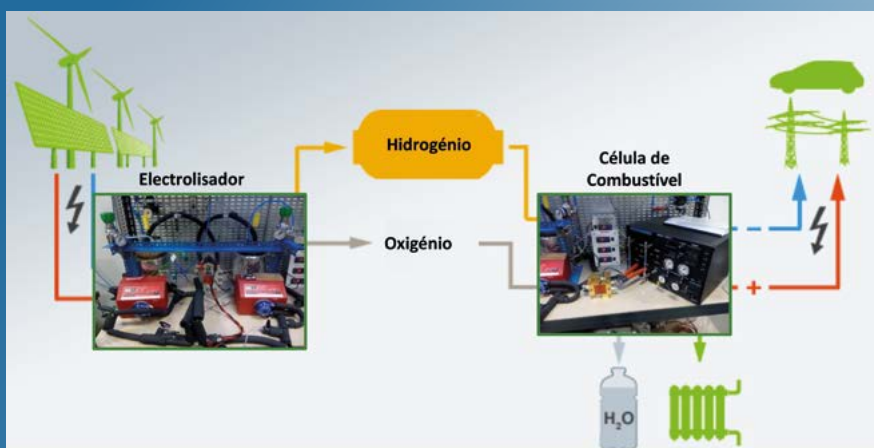 Hidrogénio
Electrolisador
Célula de
Combustível
Oxigénio
–
+
H₂O